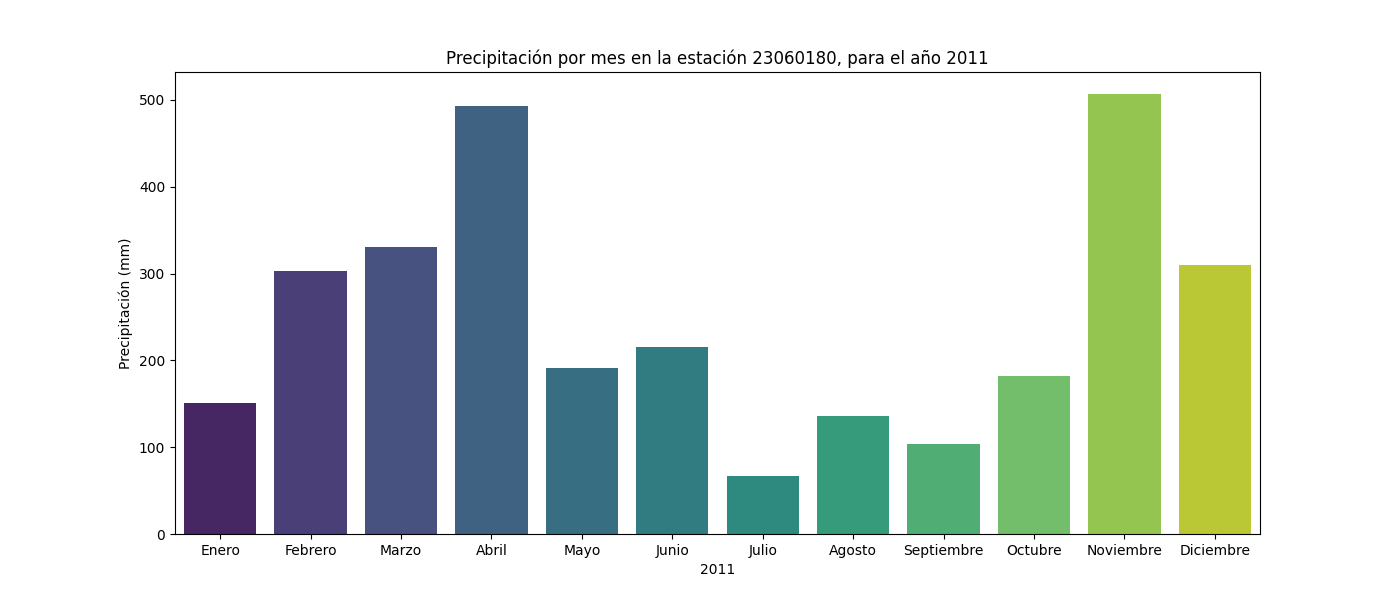 Precipitación por mes en la estación 23060180, para el año 2011
Precipitación (mm)
500
400
300
200
100
0
Enero Febrero Marzo Abril Mayo Junio Julio Agosto Septiembre Octubre Noviembre Diciembre
2011